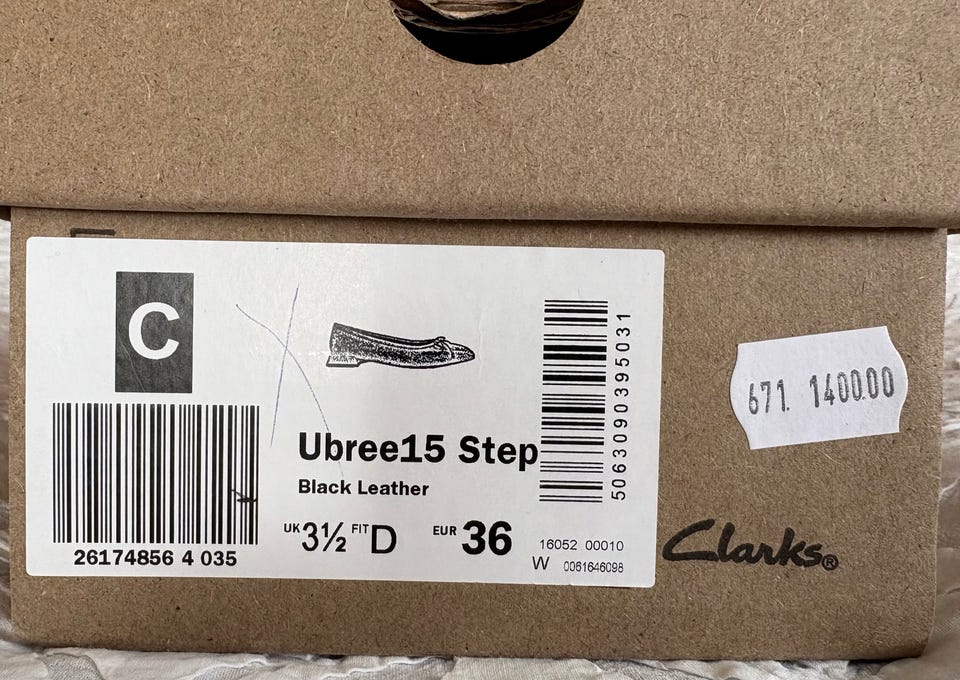 C
26174856 4 035
Ubree15 Step
Black Leather
UK 3½ FIT D EUR 36
5063090395031
16052 00010
W 0061646098
671. 1400.00
Clarks®